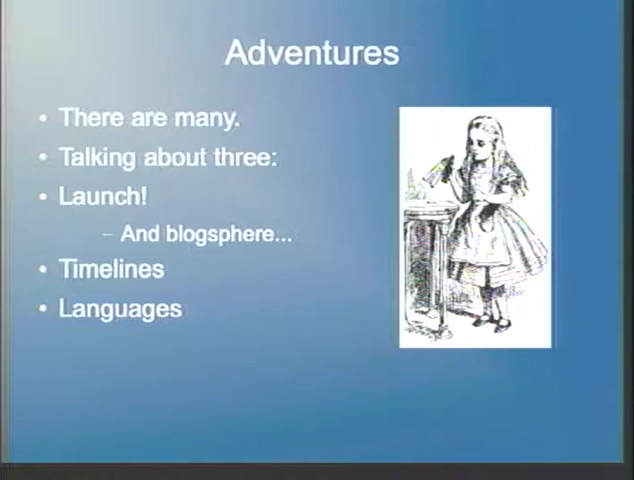 Adventures
There are many.
Talking about three:
Launch!
And blogsphere...
Timelines
Languages